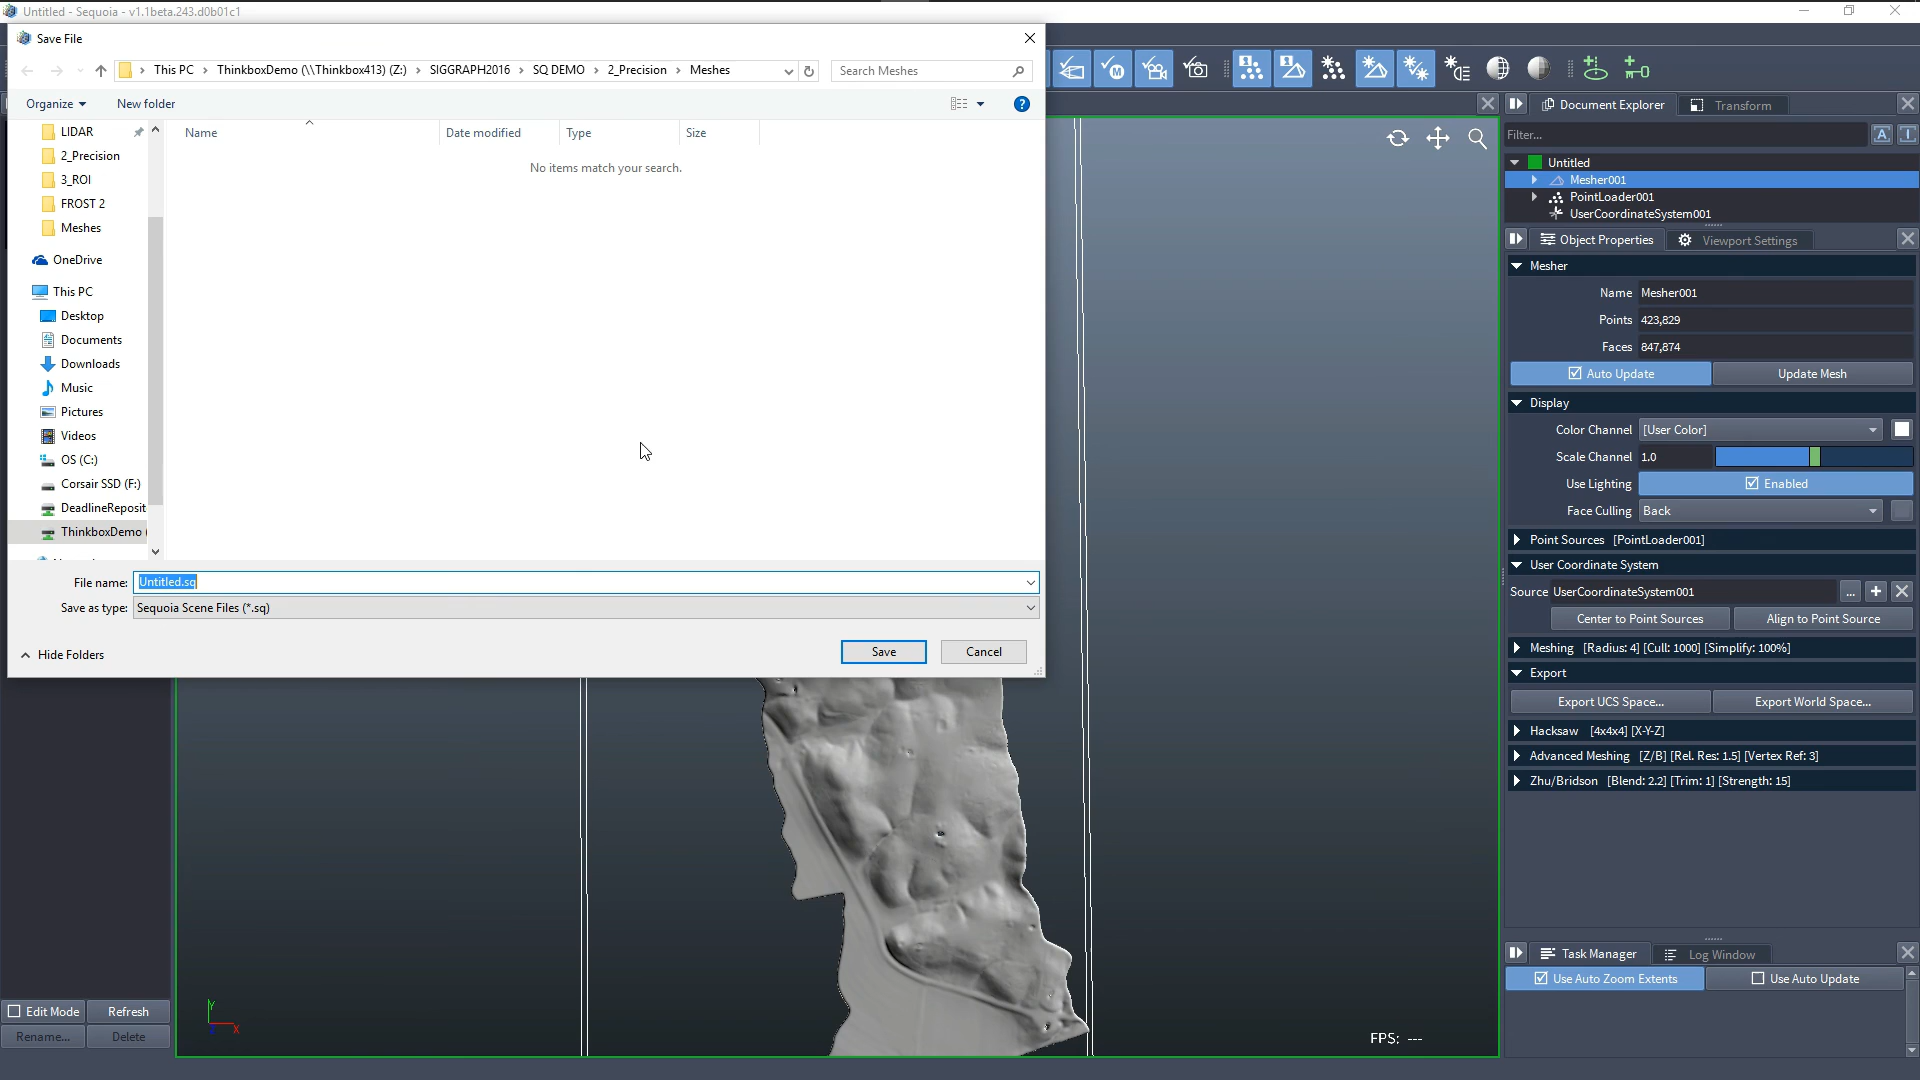 Untitled - Sequoia - v1.1beta.243.d0b01c1
Save File
This PC > ThinkboxDemo (\\Thinkbox413) (Z:) > SIGGRAPH2016 > SQ DEMO > 2_Precision > Meshes
Search Meshes
Organize
New folder
?
LIDAR
2_Precision
3_ROI
FROST 2
Meshes
OneDrive
This PC
Desktop
Documents
Downloads
Music
Pictures
Videos
OS (C:)
Corsair SSD (F:)
DeadlineReposit
ThinkboxDemo (
Name
Date modified
Type
Size
No items match your search.
File name: Untitled.sq
Save as type: Sequoia Scene Files (*.sq)
Hide Folders
Save
Cancel
Document Explorer
Transform
Filter...
A
I
Untitled
Mesher001
PointLoader001
UserCoordinateSystem001
Object Properties
Viewport Settings
Mesher
Name Mesher001
Points 423,829
Faces 847,874
Auto Update
Update Mesh
Display
Color Channel [User Color]
Scale Channel 1.0
Use Lighting Enabled
Face Culling Back
Point Sources [PointLoader001]
User Coordinate System
Source UserCoordinateSystem001 ...
Center to Point Sources
Align to Point Source
Meshing [Radius: 4] [Cull: 1000] [Simplify: 100%]
Export
Export UCS Space...
Export World Space...
Hacksaw [4x4x4] [X-Y-Z]
Advanced Meshing [Z/B] [Rel. Res: 1.5] [Vertex Ref: 3]
Zhu/Bridson [Blend: 2.2] [Trim: 1] [Strength: 15]
Task Manager
Log Window
Use Auto Zoom Extents
Use Auto Update
Edit Mode
Refresh
Rename...
Delete
Y
X
FPS: ---